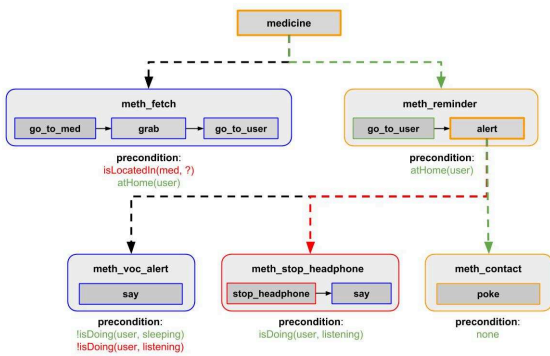 medicine
meth_fetch
go_to_med
grab
go_to_user
precondition:
isLocatedIn(med, ?)
atHome(user)
meth_reminder
go_to_user
alert
precondition:
atHome(user)
meth_voc_alert
say
precondition:
!isDoing(user, sleeping)
!isDoing(user, listening)
meth_stop_headphone
stop_headphone
say
precondition:
isDoing(user, listening)
meth_contact
poke
precondition:
none